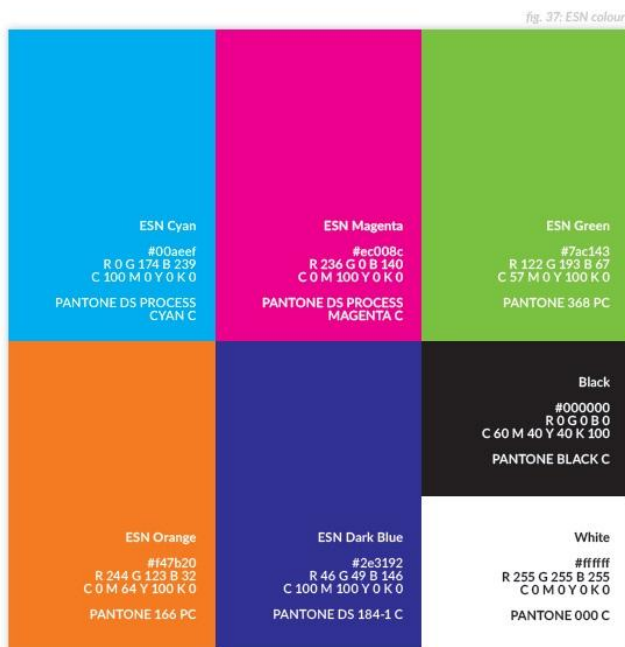 fig. 37: ESN colour
ESN Cyan
#00aeef
R 0 G 174 B 239
C 100 M 0 Y 0 K 0
PANTONE DS PROCESS
CYAN C
ESN Magenta
#ec008c
R 236 G 0 B 140
C 0 M 100 Y 0 K 0
PANTONE DS PROCESS
MAGENTA C
ESN Green
#7ac143
R 122 G 193 B 67
C 57 M 0 Y 100 K 0
PANTONE 368 PC
Black
#000000
R 0 G 0 B 0
C 60 M 40 Y 40 K 100
PANTONE BLACK C
ESN Orange
#f47b20
R 244 G 123 B 32
C 0 M 64 Y 100 K 0
PANTONE 166 PC
ESN Dark Blue
#2e3192
R 46 G 49 B 146
C 100 M 100 Y 0 K 0
PANTONE DS 184-1 C
White
#ffffff
R 255 G 255 B 255
C 0 M 0 Y 0 K 0
PANTONE 000 C